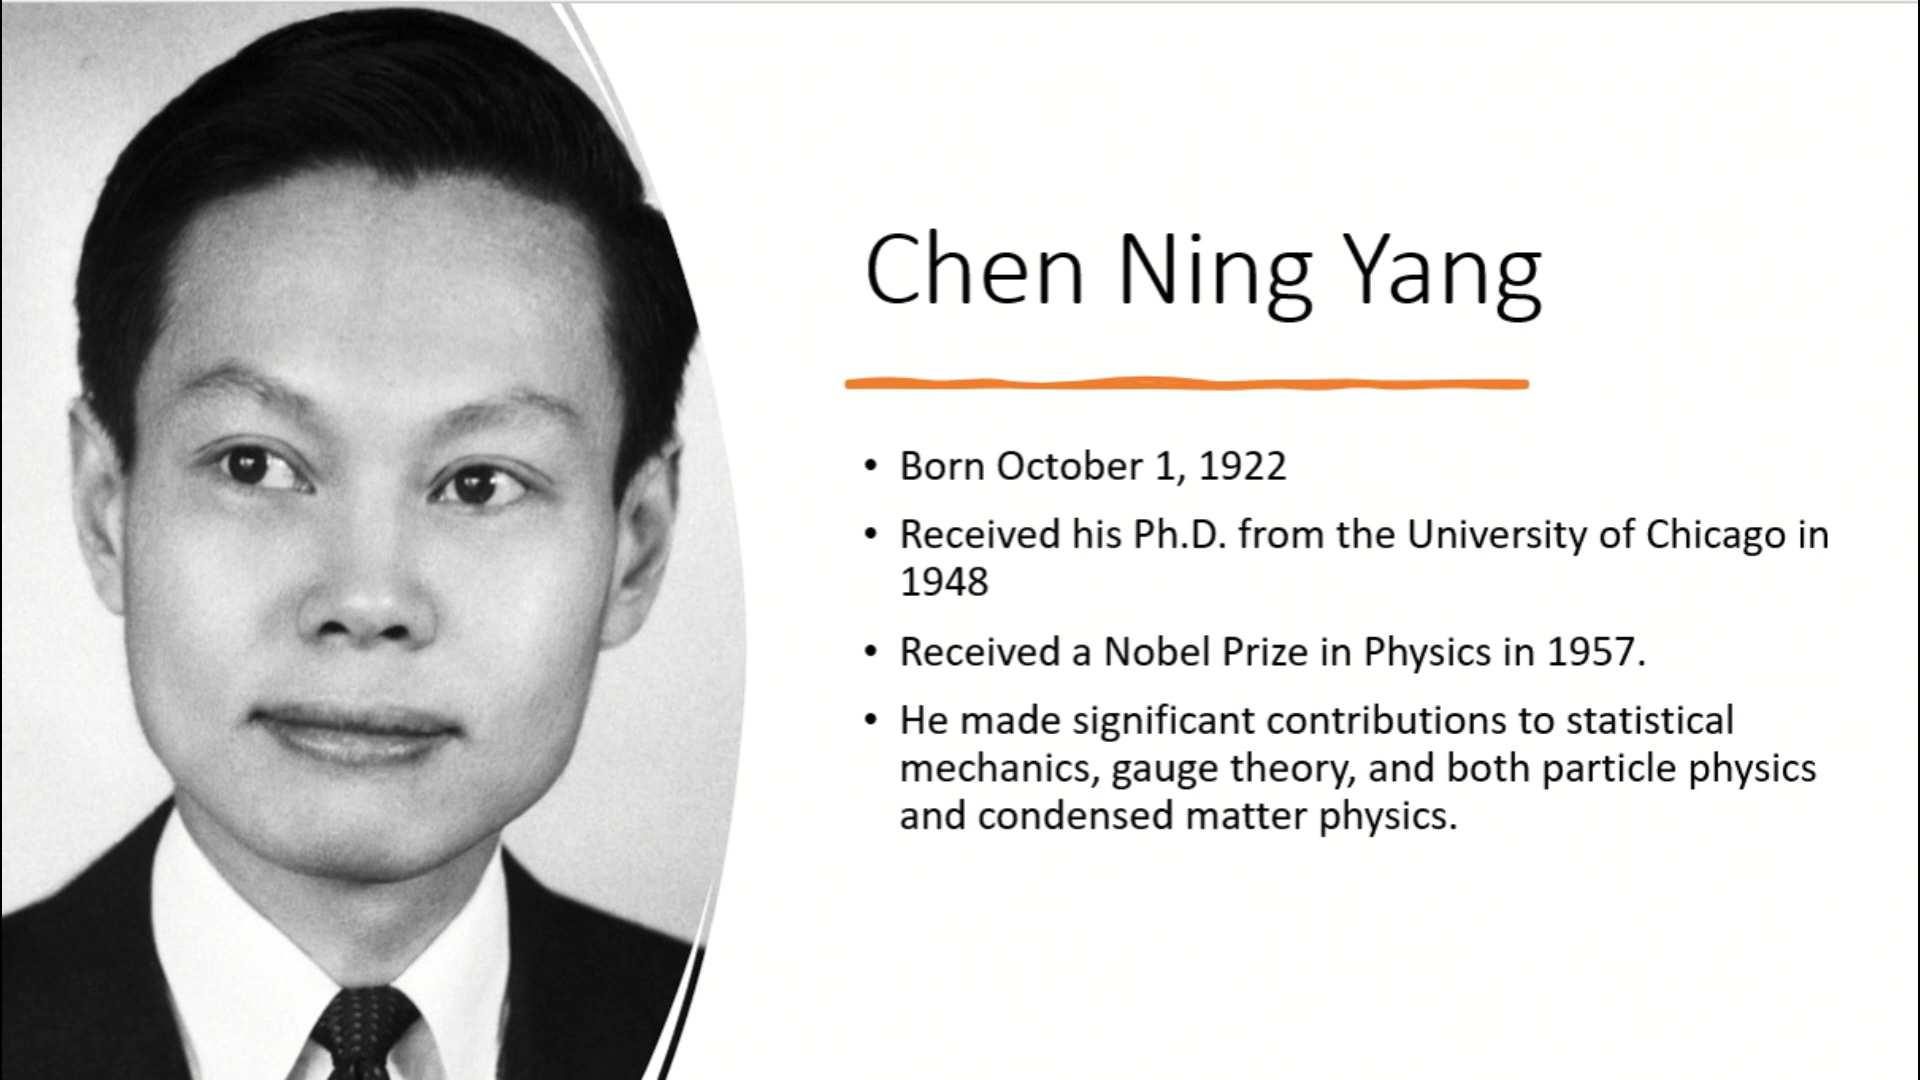 Chen Ning Yang
• Born October 1, 1922
• Received his Ph.D. from the University of Chicago in
1948
• Received a Nobel Prize in Physics in 1957.
• He made significant contributions to statistical
mechanics, gauge theory, and both particle physics
and condensed matter physics.